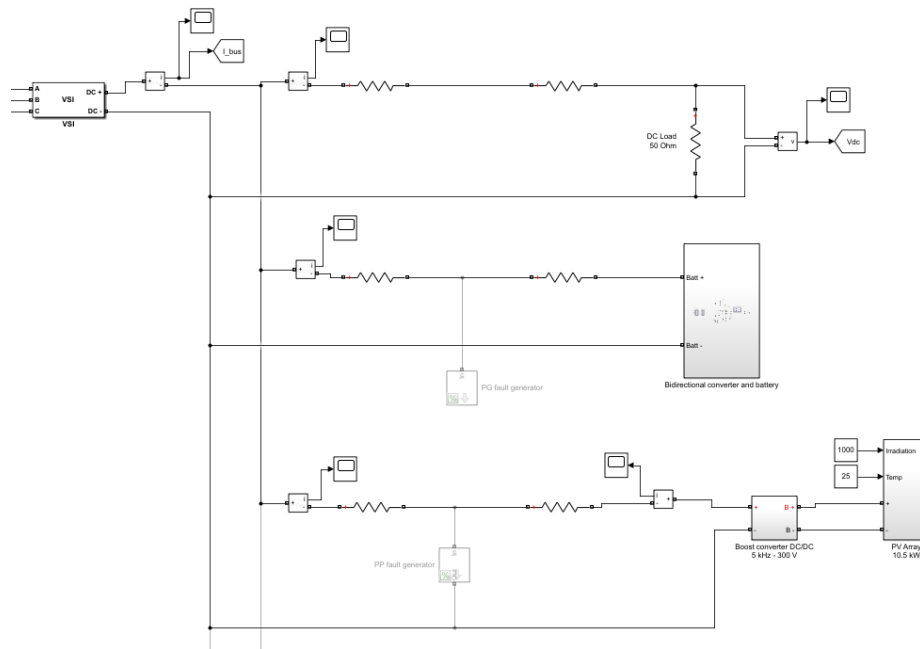 I_bus
A
B
C
VSI
DC +
DC -
VSI
+
i
-
+
i
-
DC Load
50 Ohm
+
-
v
Vdc
+
i
-
Batt +
Batt -
Bidirectional converter and battery
PG fault generator
1000
25
Irradiation
Temp
+
-
+
i
-
i
-
+
+
-
B +
B -
Boost converter DC/DC
5 kHz - 300 V
PV Array
10.5 kW
PP fault generator